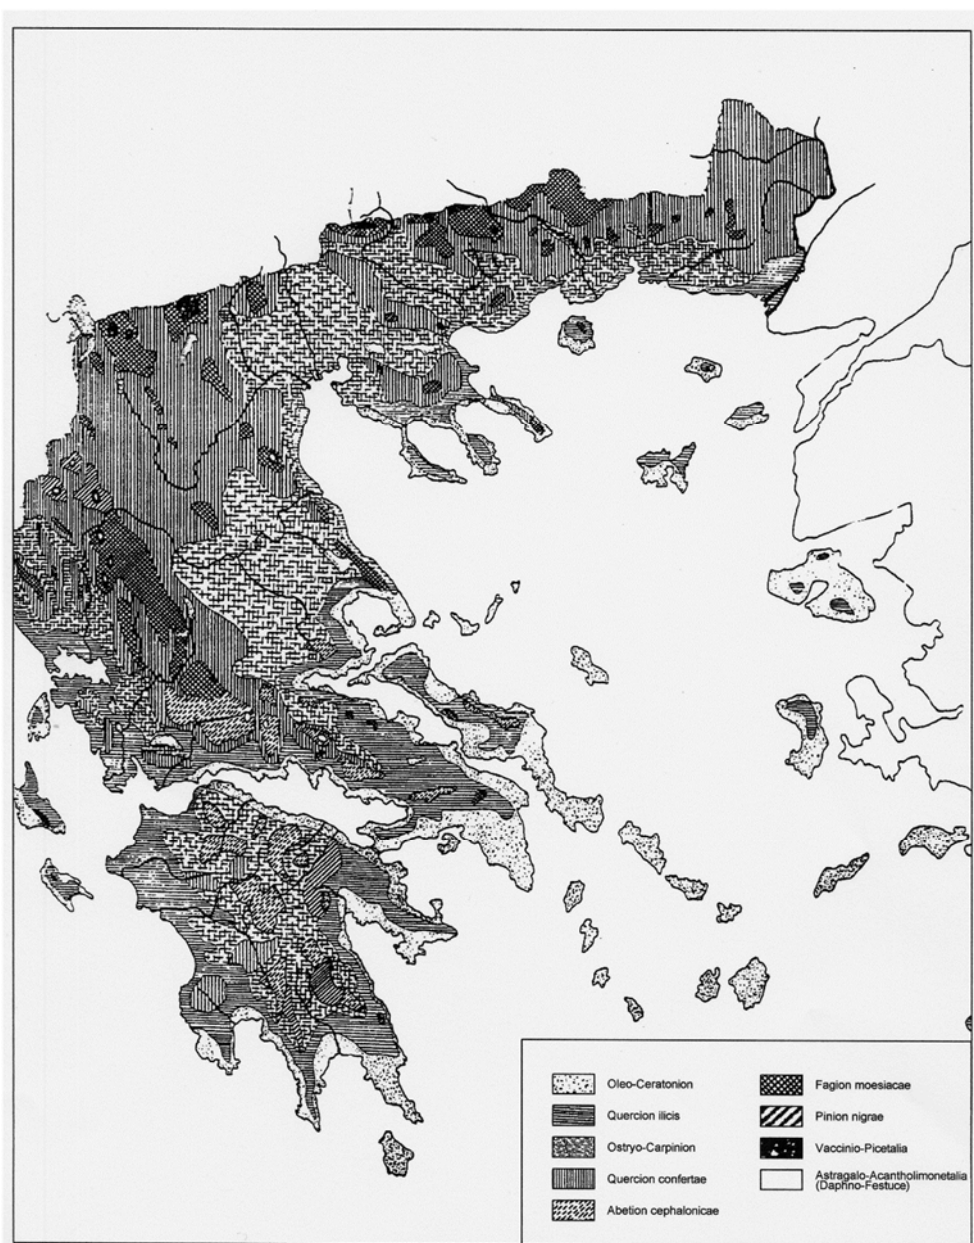 Oleo-Ceratonion
Quercion ilicis
Ostryo-Carpinion
Quercion confertae
Abetion cephalonicae
Fagion moesiacae
Pinion nigrae
Vaccinio-Picetalia
Astragalo-Acantholimonetalia
(Daphno-Festuce)